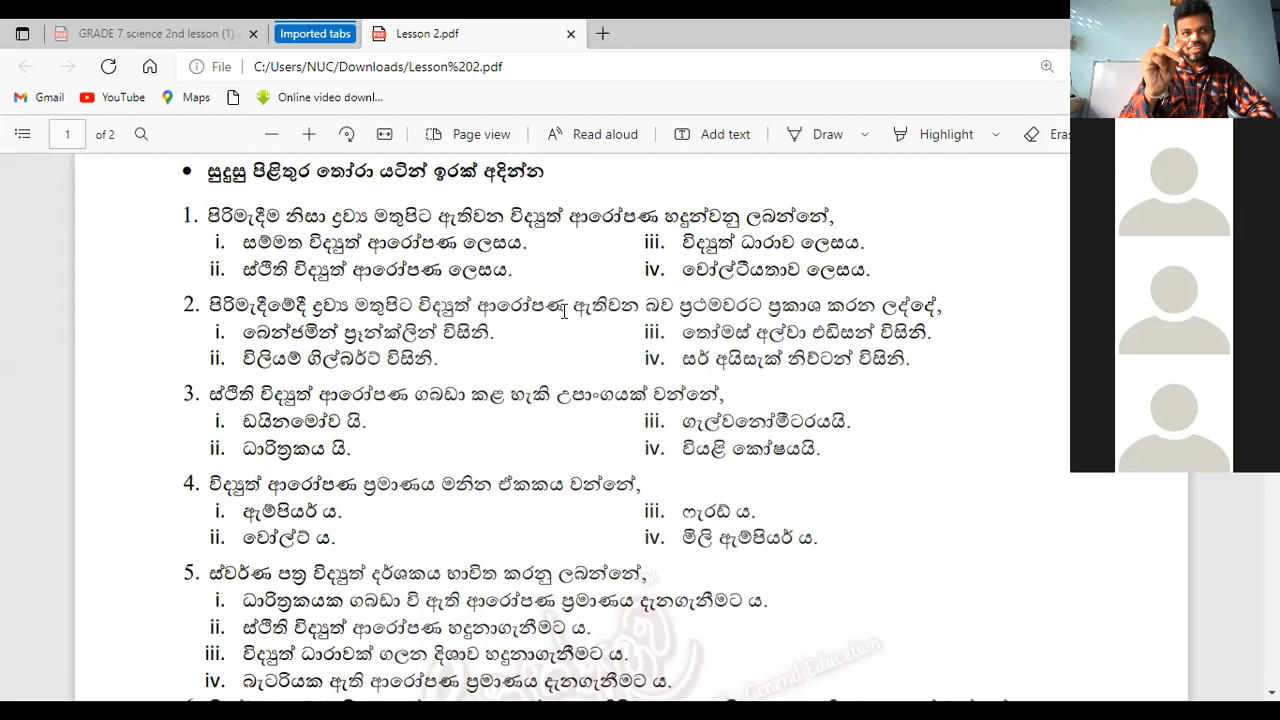 GRADE 7 science 2nd lesson (1)
Imported tabs
Lesson 2.pdf
File
C:/Users/NUC/Downloads/Lesson%202.pdf
Gmail
YouTube
Maps
Online video downl...
1 of 2
Page view
Read aloud
Add text
Draw
Highlight
Era
• සුදුසු පිළිතුර තෝරා යටින් ඉරක් අදින්න
1. පිරිමැදීම නිසා ද්‍රව්‍ය මතුපිට ඇතිවන විද්‍යුත් ආරෝපණ හදුන්වනු ලබන්නේ,
i. සම්මත විද්‍යුත් ආරෝපණ ලෙසය.
iii. විද්‍යුත් ධාරාව ලෙසය.
ii. ස්ථිති විද්‍යුත් ආරෝපණ ලෙසය.
iv. වෝල්ටීයතාව ලෙසය.
2. පිරිමැදීමේදී ද්‍රව්‍ය මතුපිට විද්‍යුත් ආරෝපණ ඇතිවන බව ප්‍රථමවරට ප්‍රකාශ කරන ලද්දේ,
i. බෙන්ජමින් ප්‍රෑන්ක්ලින් විසිනි.
iii. තෝමස් අල්වා එඩිසන් විසිනි.
ii. විලියම් ගිල්බර්ට් විසිනි.
iv. සර් අයිසැක් නිව්ටන් විසිනි.
3. ස්ථිති විද්‍යුත් ආරෝපණ ගබඩා කළ හැකි උපාංගයක් වන්නේ,
i. ඩයිනමෝව යි.
iii. ගැල්වනෝමීටරයයි.
ii. ධාරිත්‍රකය යි.
iv. වියළි කෝෂයයි.
4. විද්‍යුත් ආරෝපණ ප්‍රමාණය මනින ඒකකය වන්නේ,
i. ඇම්පියර් ය.
iii. ෆැරඩ් ය.
ii. වෝල්ට් ය.
iv. මිලි ඇම්පියර් ය.
5. ස්වර්ණ පත්‍ර විද්‍යුත් දර්ශකය භාවිත කරනු ලබන්නේ,
i. ධාරිත්‍රකයක ගබඩා වි ඇති ආරෝපණ ප්‍රමාණය දැනගැනීමට ය.
ii. ස්ථිති විද්‍යුත් ආරෝපණ හදුනාගැනීමට ය.
iii. විද්‍යුත් ධාරාවක් ගලන දිශාව හදුනාගැනීමට ය.
iv. බැටරියක ඇති ආරෝපණ ප්‍රමාණය දැනගැනීමට ය.
General Education